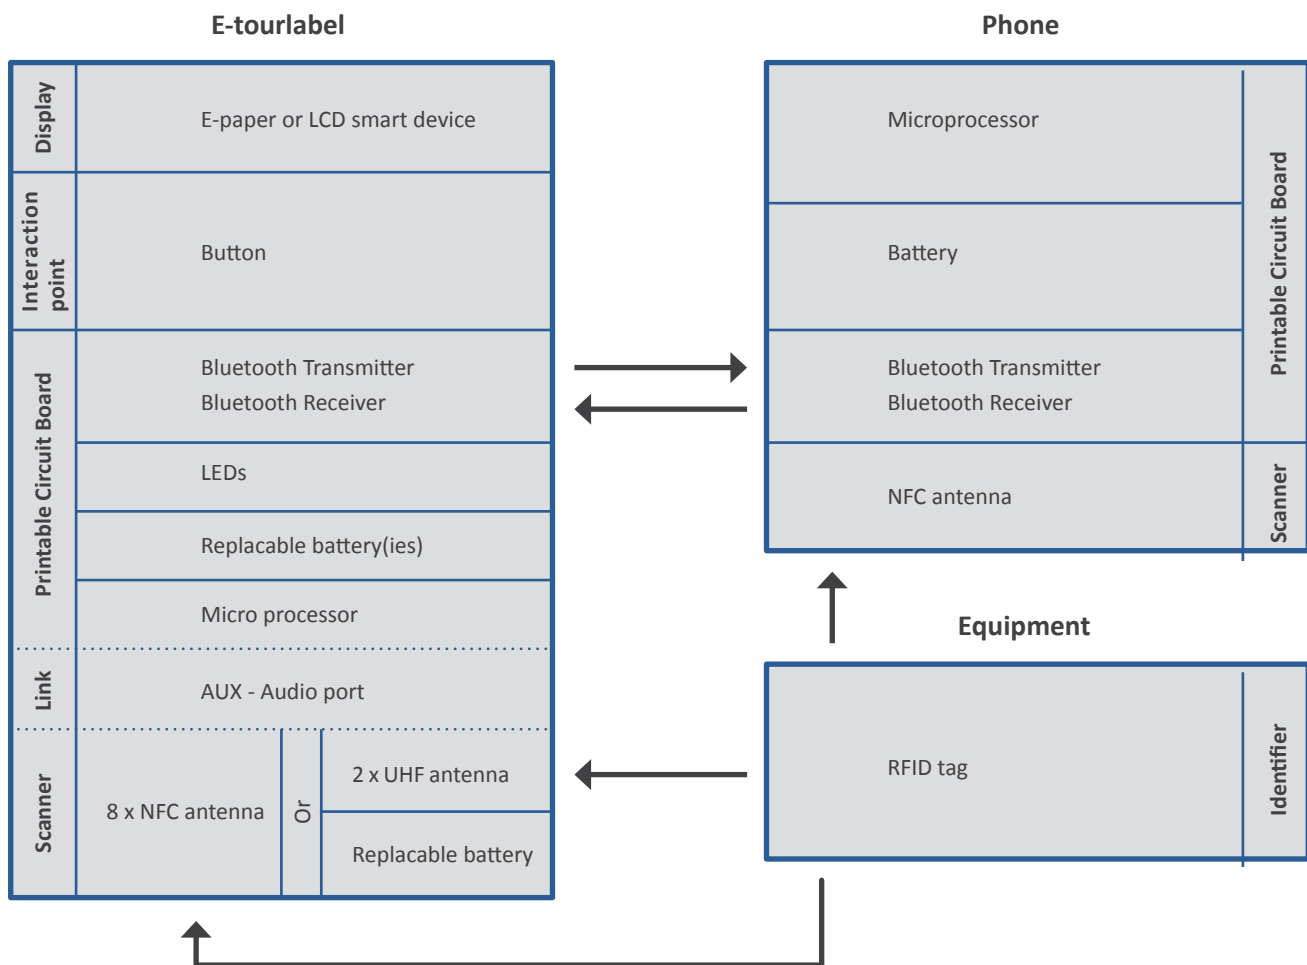 E-tourlabel
Display
E-paper or LCD smart device
Interaction
point
Button
Printable Circuit Board
Bluetooth Transmitter
Bluetooth Receiver
LEDs
Replacable battery(ies)
Micro processor
Link
AUX - Audio port
Scanner
8 x NFC antenna
Or
2 x UHF antenna
Replacable battery
Phone
Microprocessor
Battery
Bluetooth Transmitter
Bluetooth Receiver
Printable Circuit Board
NFC antenna
Scanner
Equipment
RFID tag
Identifier